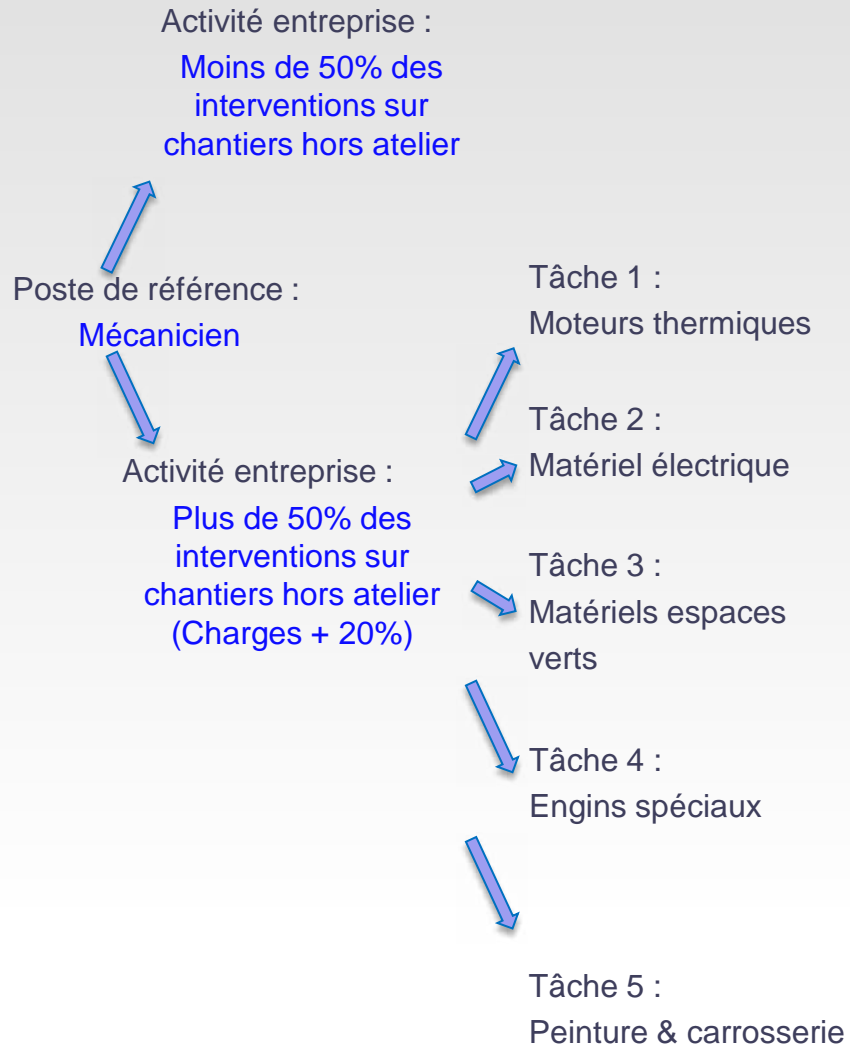 Activité entreprise :
Moins de 50% des
interventions sur
chantiers hors atelier
Poste de référence :
Mécanicien
Activité entreprise :
Plus de 50% des
interventions sur
chantiers hors atelier
(Charges + 20%)
Tâche 1 :
Moteurs thermiques
Tâche 2 :
Matériel électrique
Tâche 3 :
Matériels espaces
verts
Tâche 4 :
Engins spéciaux
Tâche 5 :
Peinture & carrosserie